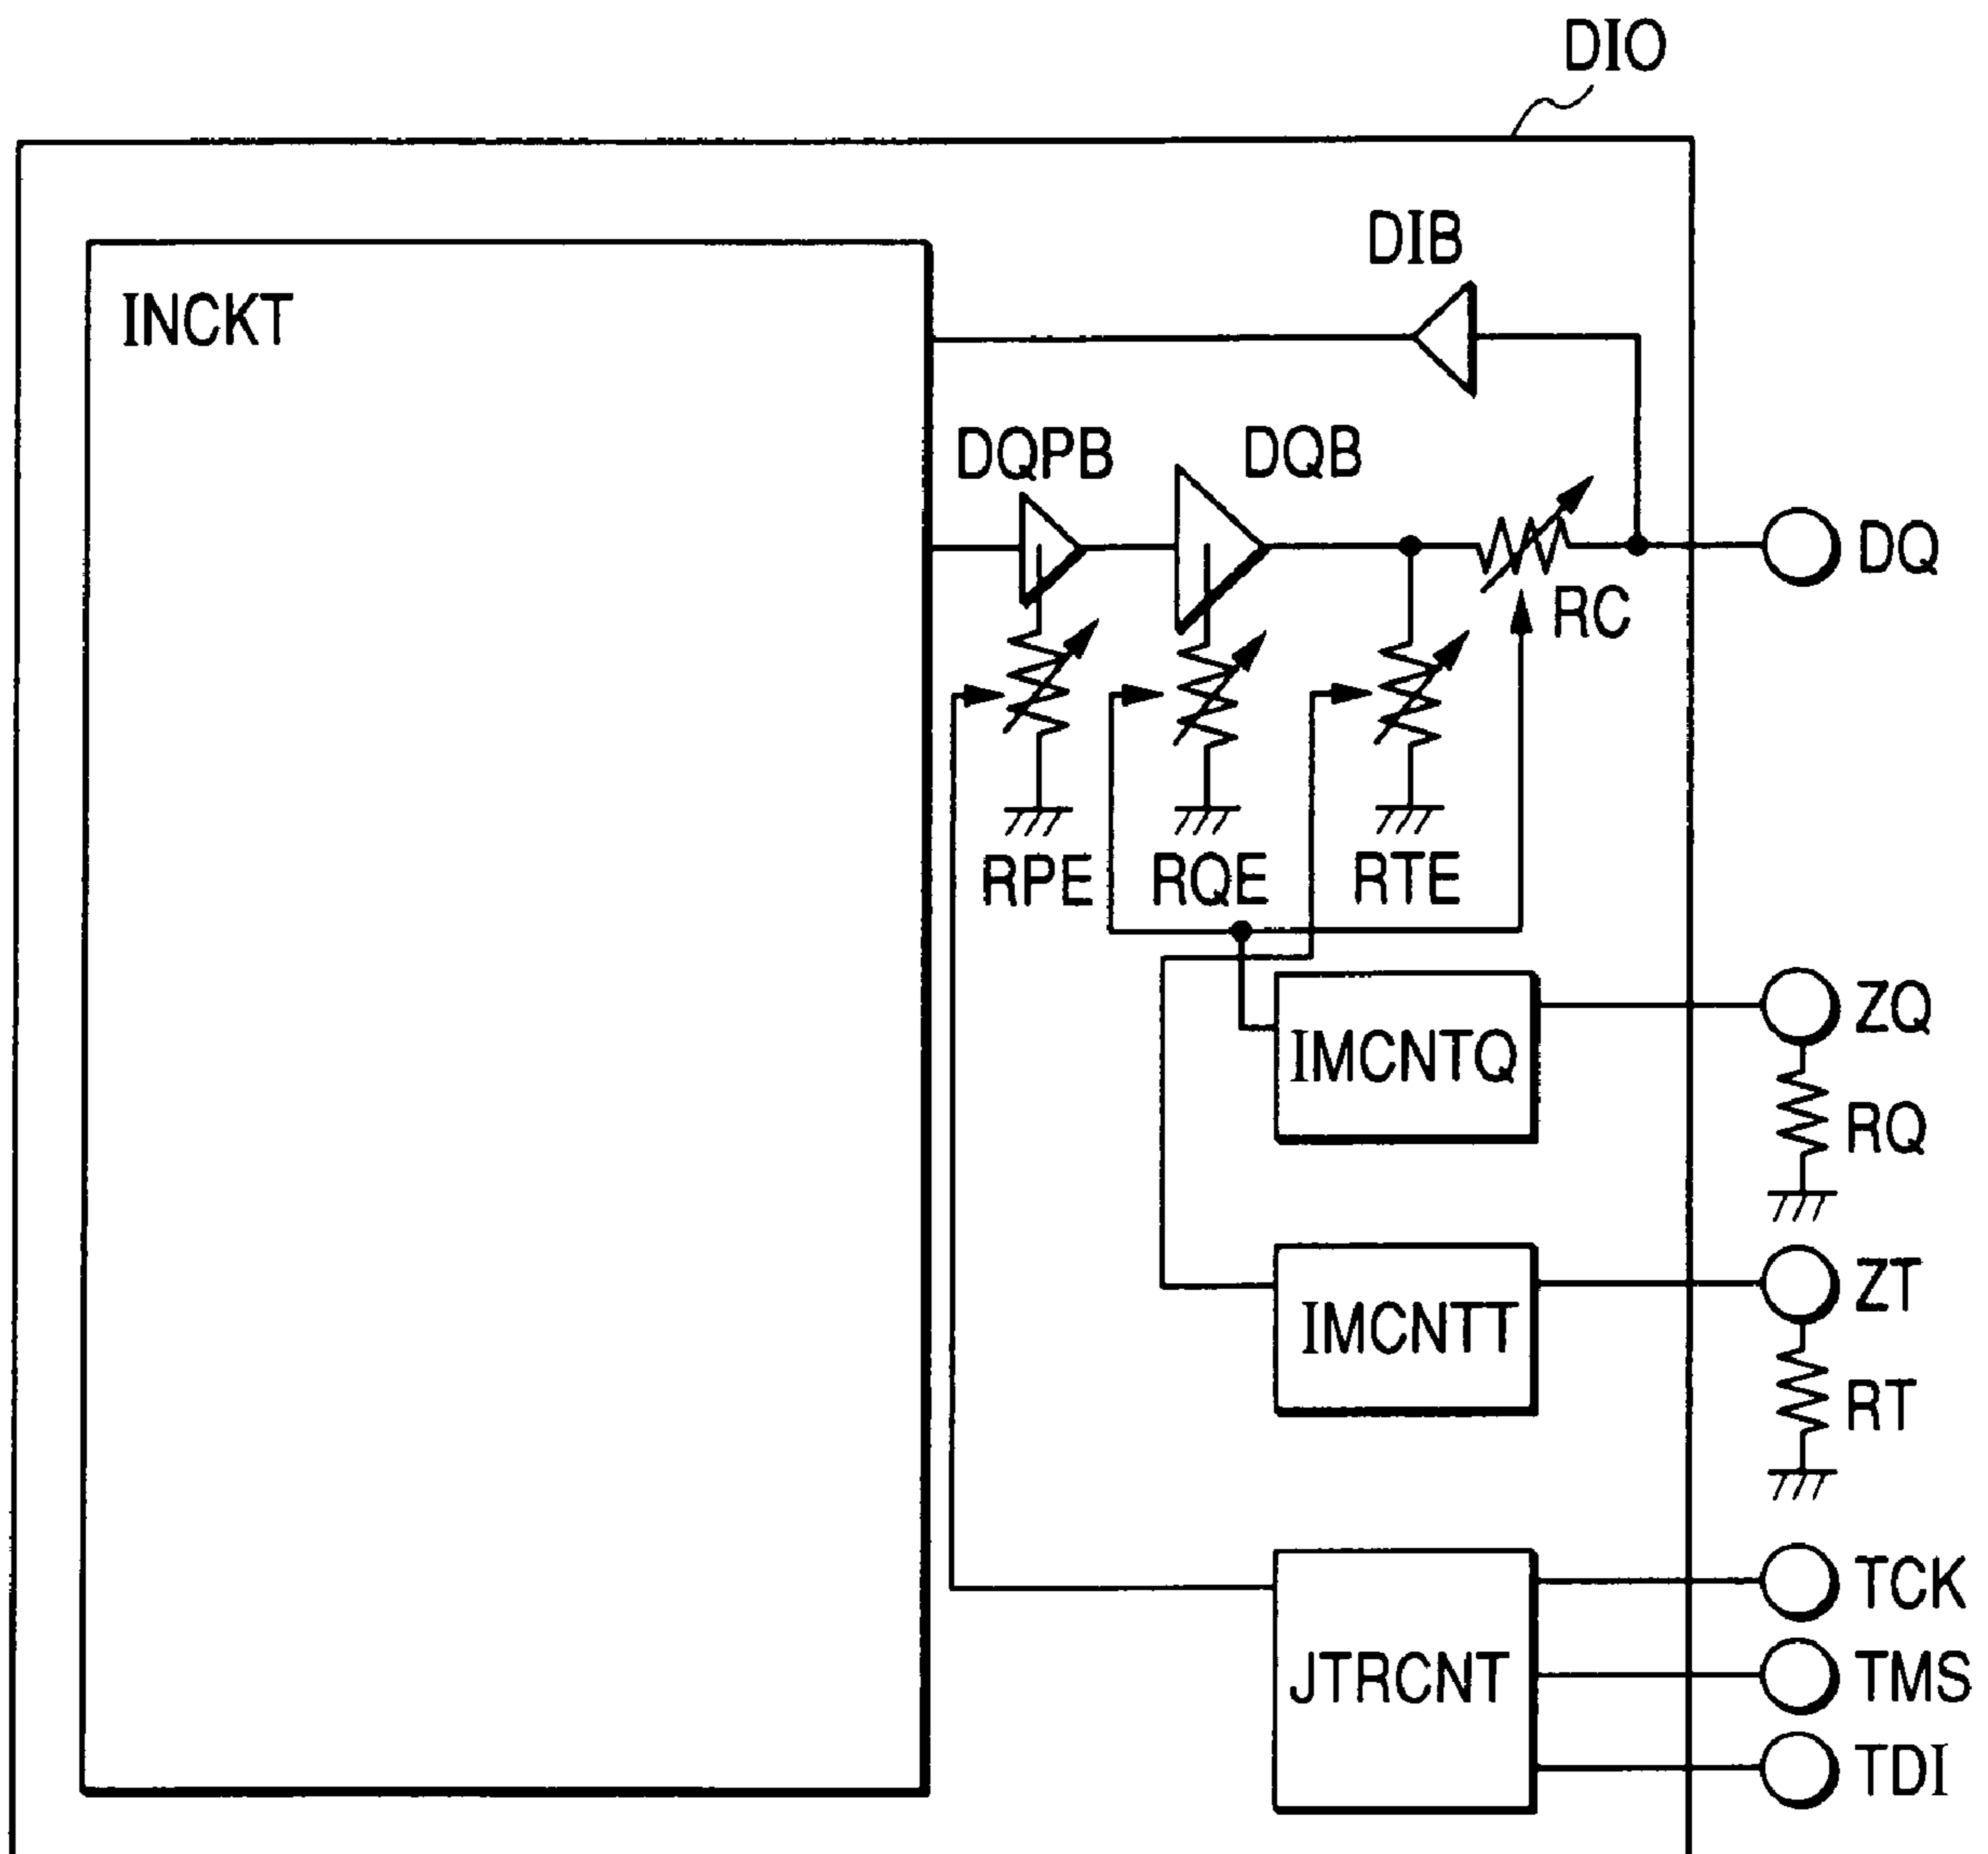 DIO
DIB
INCKT
DQPB
DQB
DQ
RC
RPE
RQE
RTE
ZQ
IMCNTQ
RQ
ZT
IMCNTT
RT
TCK
JTRCNT
TMS
TDI